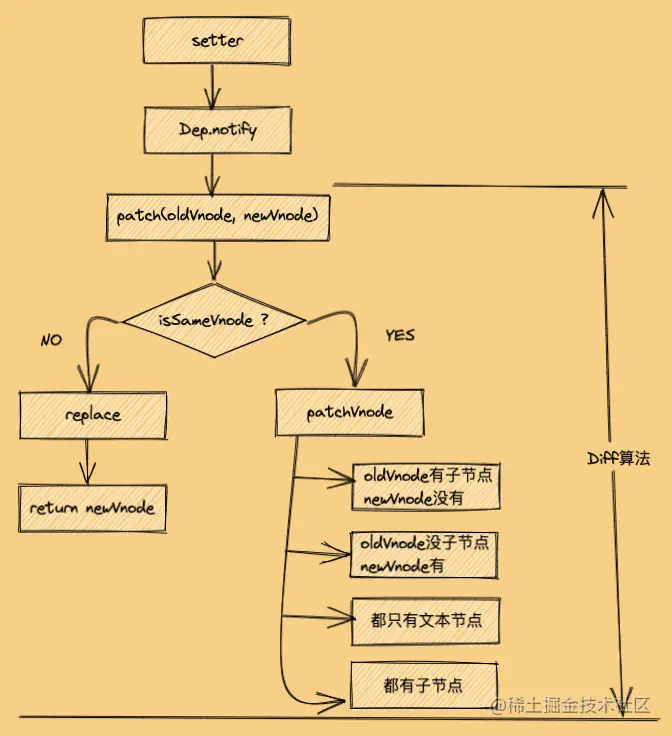 setter
Dep.notify
patch(oldVnode, newVnode)
isSameVnode ?
NO
YES
replace
patchVnode
return newVnode
oldVnode有子节点
newVnode没有
oldVnode没子节点
newVnode有
都只有文本节点
都有子节点
Diff算法
@稀土掘金技术社区